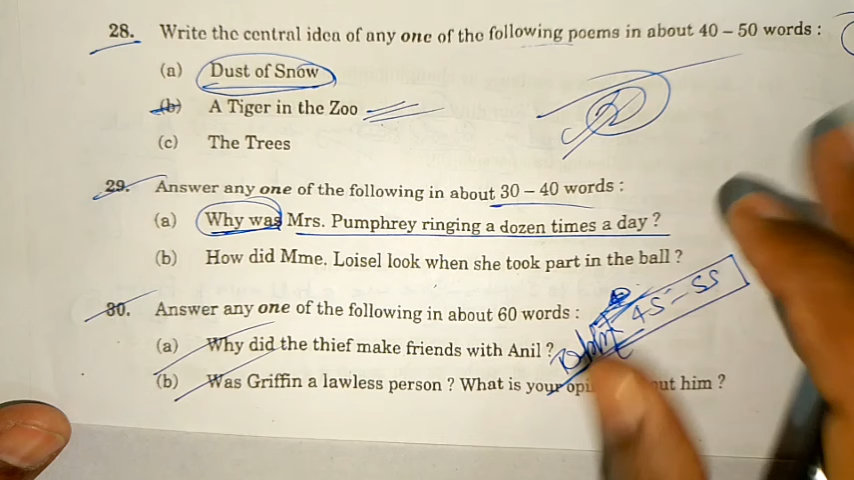 28. Write the central idea of any one of the following poems in about 40 – 50 words :
(a) Dust of Snow
(b) A Tiger in the Zoo
(c) The Trees
29. Answer any one of the following in about 30 – 40 words :
(a) Why was Mrs. Pumphrey ringing a dozen times a day ?
(b) How did Mme. Loisel look when she took part in the ball ?
30. Answer any one of the following in about 60 words :
45 – 55
(a) Why did the thief make friends with Anil ?
(b) Was Griffin a lawless person ? What is your him ?